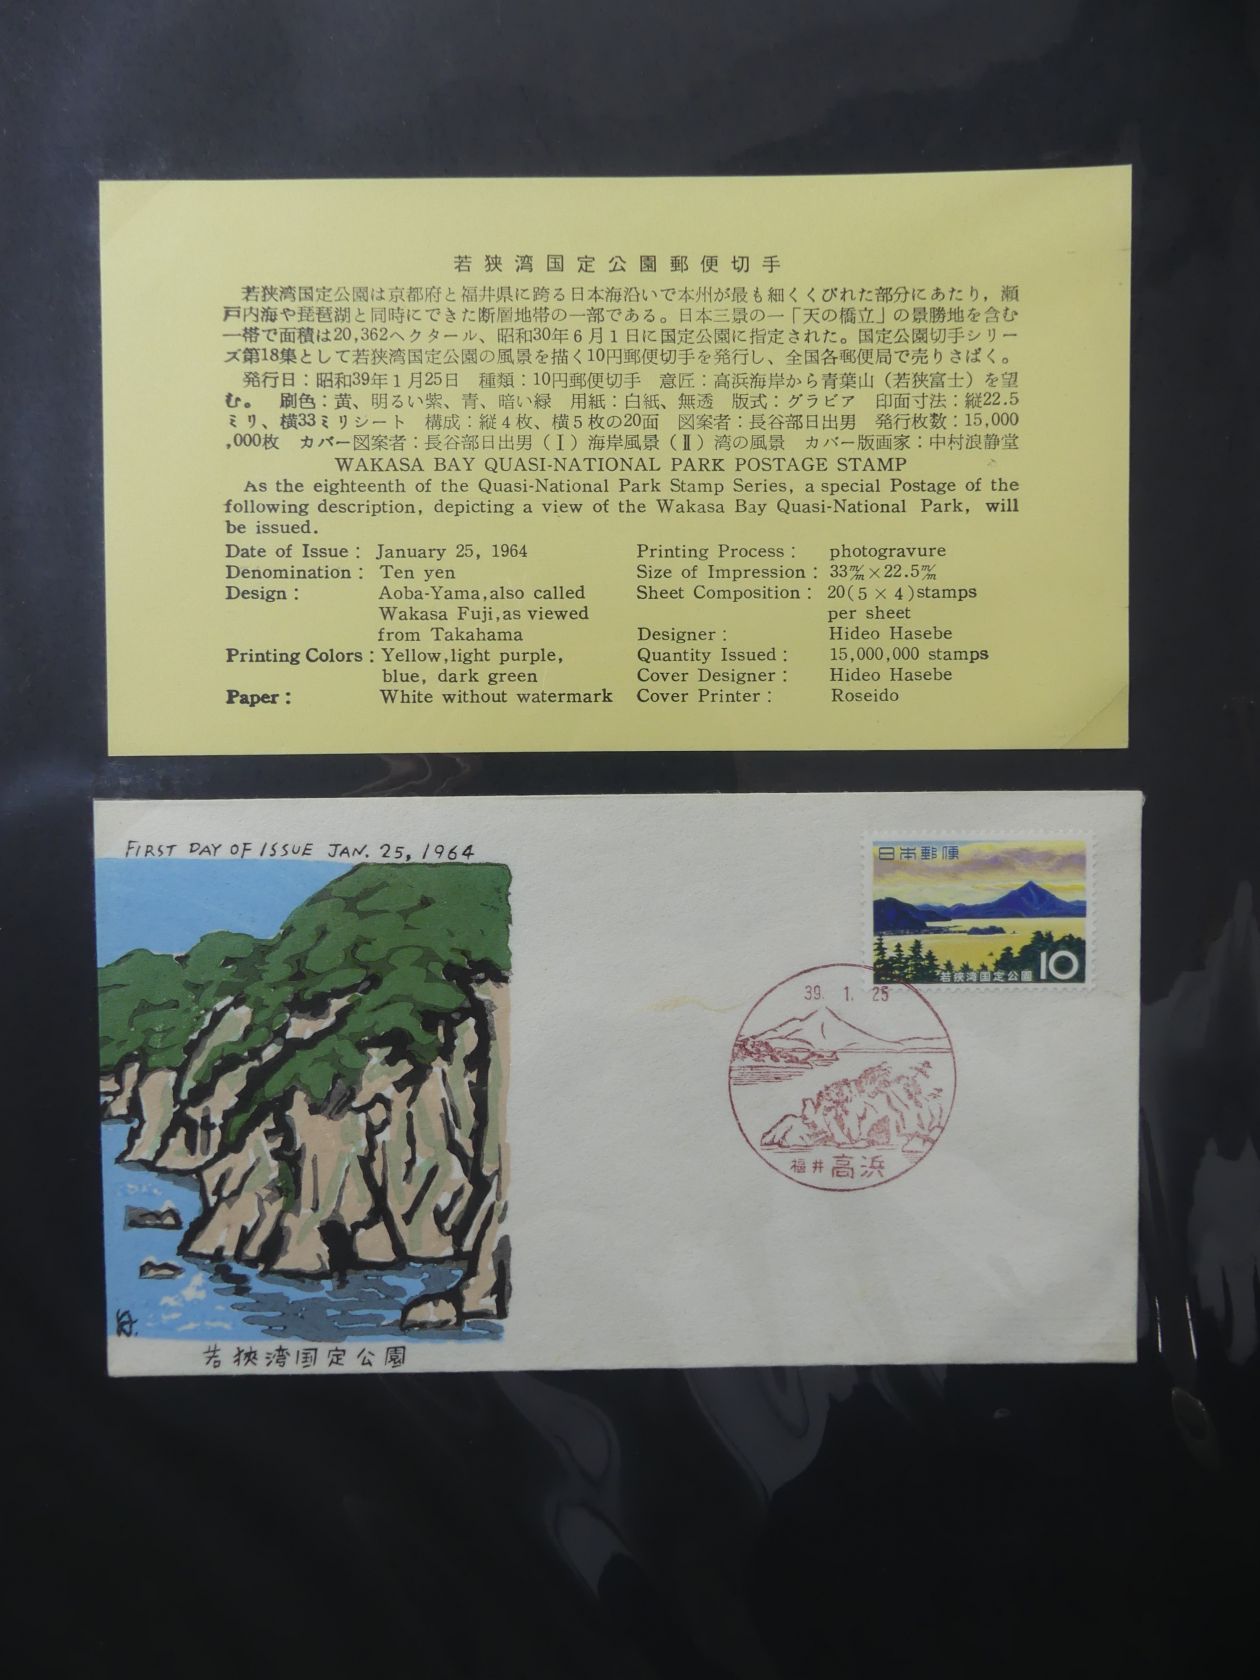 若狭湾国定公園郵便切手
若狭湾国定公園は京都府と福井県に跨る日本海沿いで本州が最も細くくびれた部分にあたり，瀬
戸内海や琵琶湖と同時にできた断層地帯の一部である。日本三景の一「天の橋立」の景勝地を含む
一帯で面積は20,362ヘクタール、昭和30年6月1日に国定公園に指定された。国定公園切手シリー
ズ第18集として若狭湾国定公園の風景を描く10円郵便切手を発行し、全国各郵便局で売りさばく。
発行日：昭和39年1月25日　種類：10円郵便切手　意匠：高浜海岸から青葉山（若狭富士）を望
む。　刷色：黄、明るい紫、青、暗い緑　用紙：白紙、無透　版式：グラビア　印面寸法：縦22.5
ミリ、横33ミリシート　構成：縦4枚、横5枚の20面　図案者：長谷部日出男　発行枚数：15,000
,000枚　カバー図案者：長谷部日出男（Ⅰ）海岸風景（Ⅱ）湾の風景　カバー版画家：中村浪静堂
WAKASA BAY QUASI-NATIONAL PARK POSTAGE STAMP
As the eighteenth of the Quasi-National Park Stamp Series, a special Postage of the
following description, depicting a view of the Wakasa Bay Quasi-National Park, will
be issued.
Date of Issue : January 25, 1964
Denomination : Ten yen
Design : Aoba-Yama, also called
Wakasa Fuji, as viewed
from Takahama
Printing Colors : Yellow, light purple,
blue, dark green
Paper : White without watermark
Printing Process : photogravure
Size of Impression : 33m/m×22.5m/m
Sheet Composition : 20(5 × 4)stamps
per sheet
Designer : Hideo Hasebe
Quantity Issued : 15,000,000 stamps
Cover Designer : Hideo Hasebe
Cover Printer : Roseido
FIRST DAY OF ISSUE JAN. 25, 1964
日本郵便
若狭湾国定公園 10
39. 1. 25
福井 高浜
若狭湾国定公園